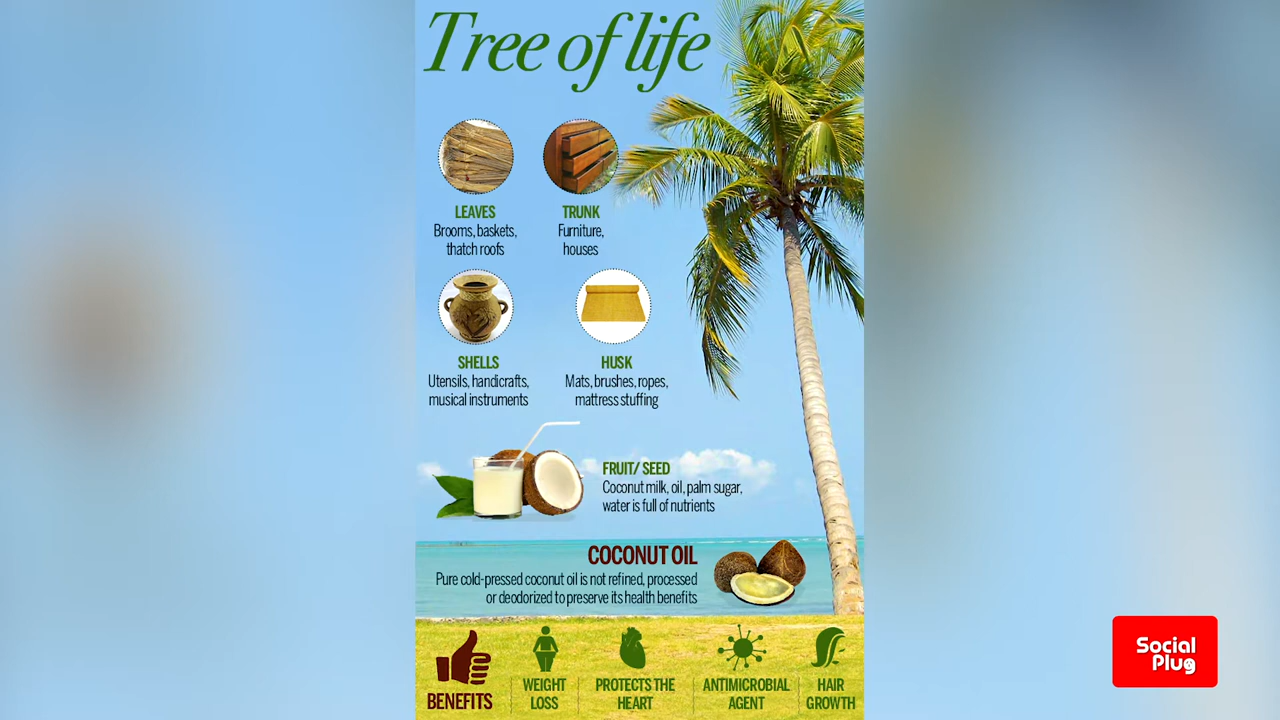 Tree of life
LEAVES
Brooms, baskets,
thatch roofs
TRUNK
Furniture,
houses
SHELLS
Utensils, handicrafts,
musical instruments
HUSK
Mats, brushes, ropes,
mattress stuffing
FRUIT/ SEED
Coconut milk, oil, palm sugar,
water is full of nutrients
COCONUT OIL
Pure cold-pressed coconut oil is not refined, processed
or deodorized to preserve its health benefits
BENEFITS
WEIGHT
LOSS
PROTECTS THE
HEART
ANTIMICROBIAL
AGENT
HAIR
GROWTH
Social
Plug